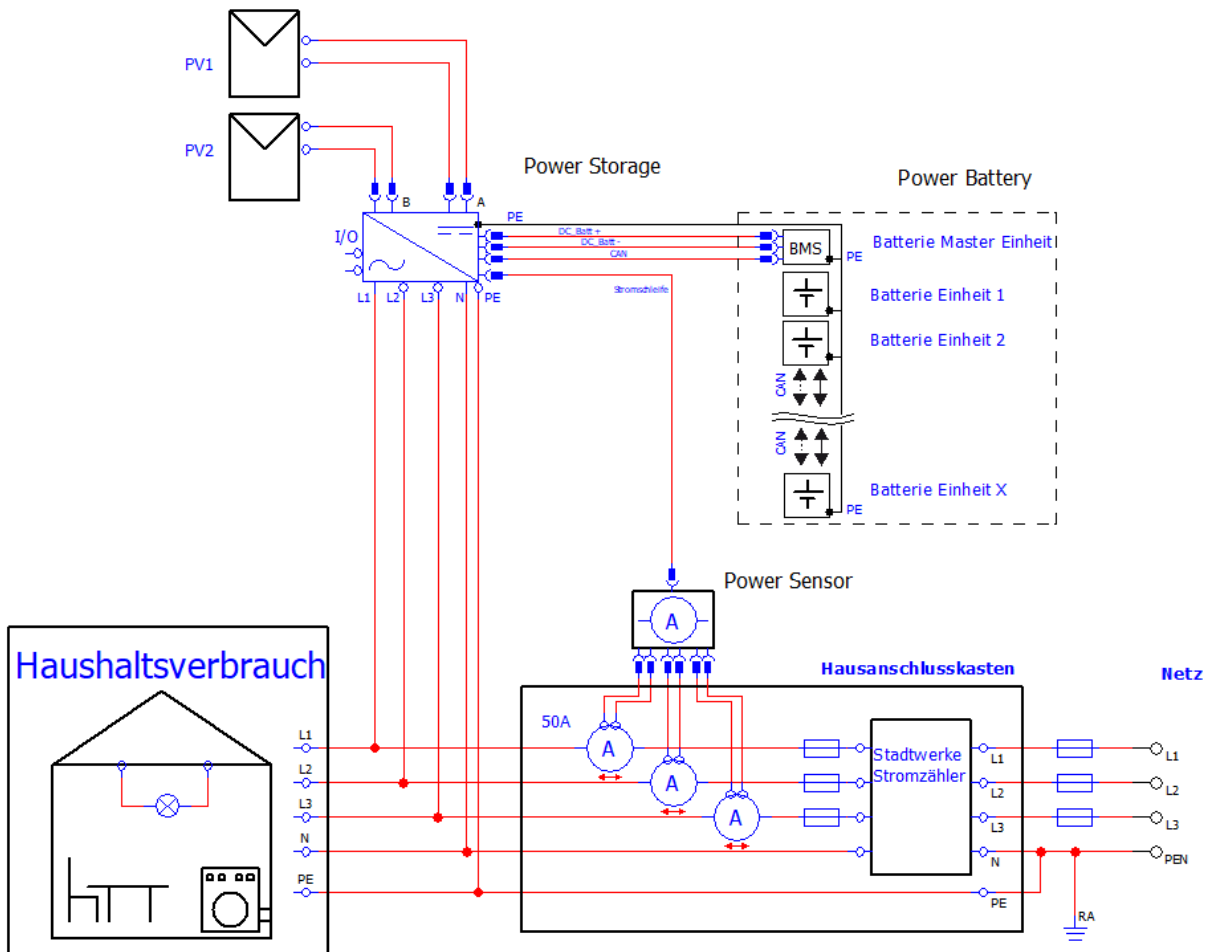 PV1
PV2
Power Storage
Power Battery
B
A
PE
I/O
DC_Batt +
DC_Batt -
CAN
Stromschleife
L1
L2
L3
N
PE
BMS
PE
Batterie Master Einheit
Batterie Einheit 1
Batterie Einheit 2
CAN
CAN
Batterie Einheit X
PE
Power Sensor
A
Haushaltsverbrauch
Hausanschlusskasten
Netz
50A
A
A
A
Stadtwerke
Stromzähler
L1
L2
L3
N
PE
L1
L2
L3
N
PE
L1
L2
L3
PEN
RA